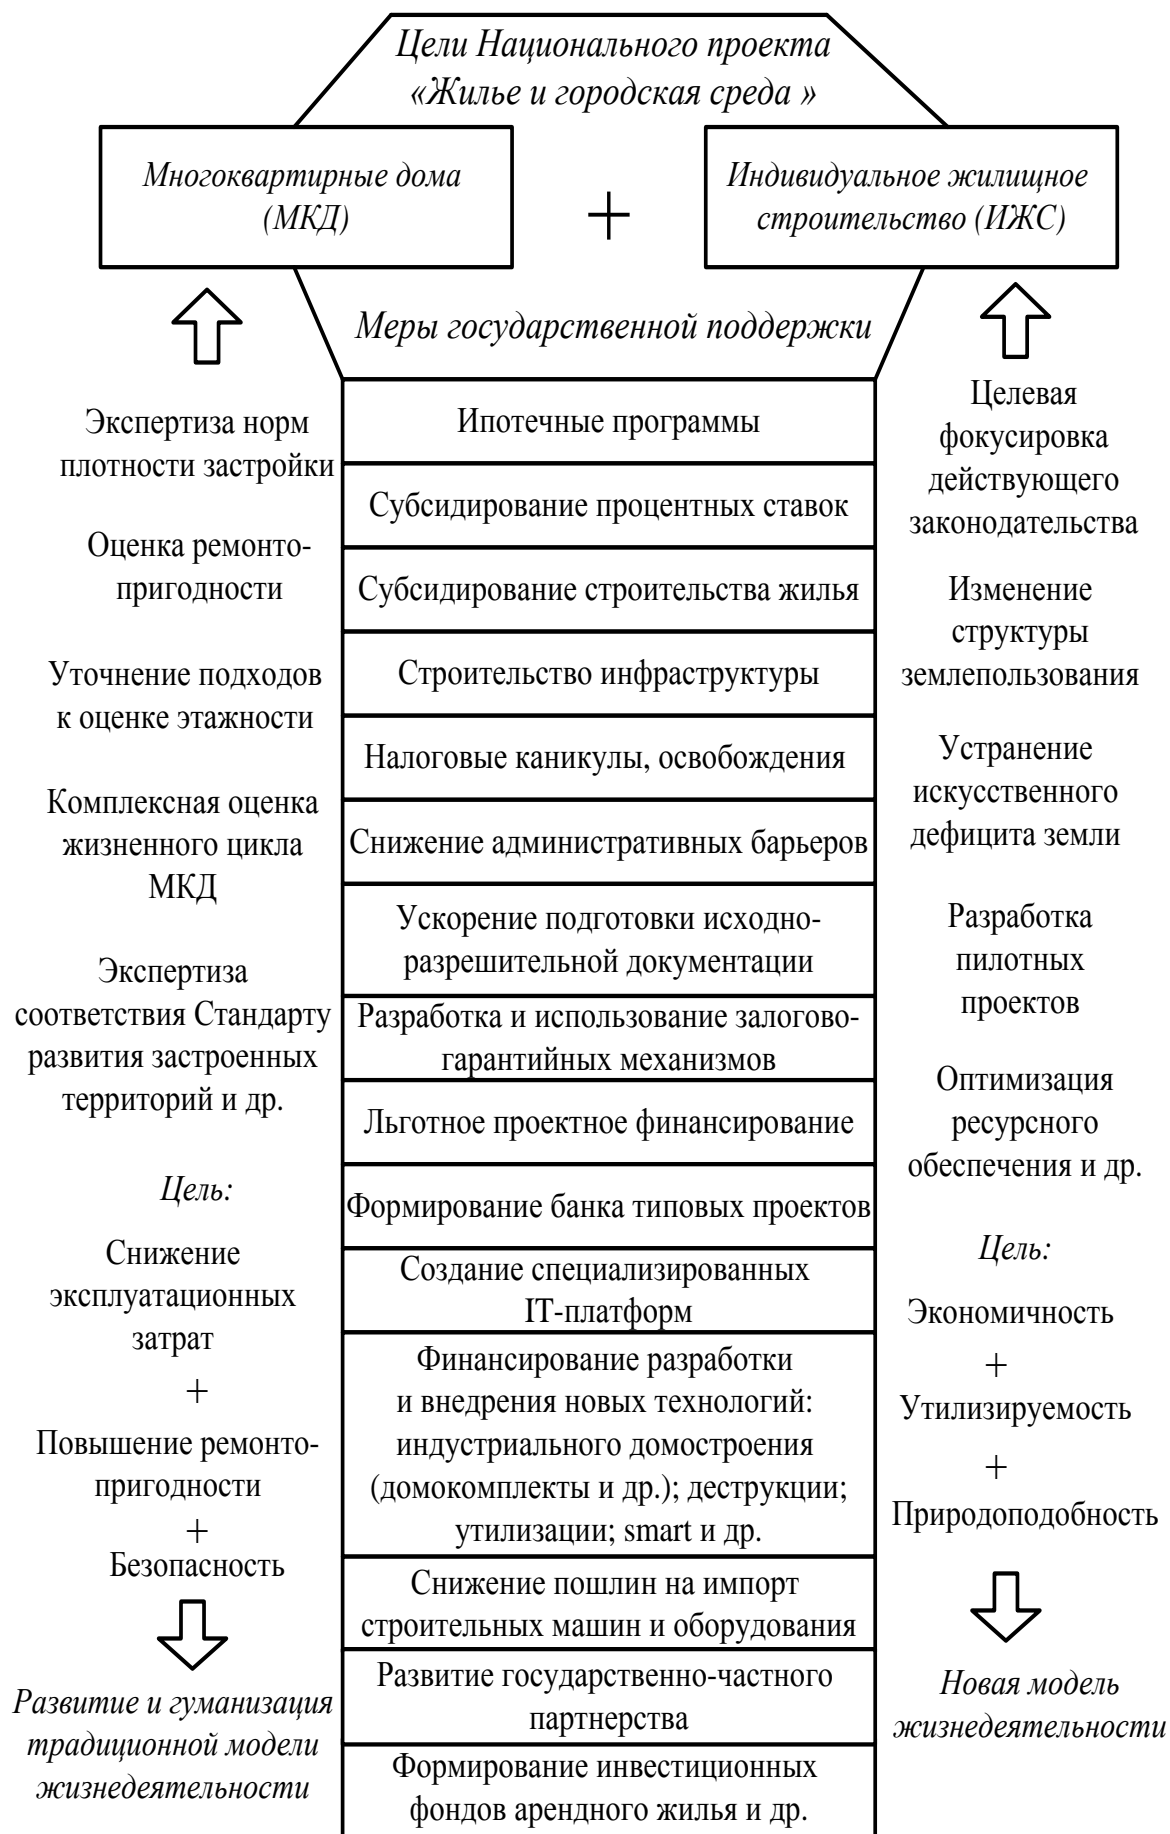 Цели Национального проекта
«Жилье и городская среда »
Многоквартирные дома
(МКД)
+
Индивидуальное жилищное
строительство (ИЖС)
Меры государственной поддержки
Экспертиза норм
плотности застройки
Оценка ремонто-
пригодности
Уточнение подходов
к оценке этажности
Комплексная оценка
жизненного цикла
МКД
Экспертиза
соответствия Стандарту
развития застроенных
территорий и др.
Цель:
Снижение
эксплуатационных
затрат
+
Повышение ремонто-
пригодности
+
Безопасность
Развитие и гуманизация
традиционной модели
жизнедеятельности
Ипотечные программы
Субсидирование процентных ставок
Субсидирование строительства жилья
Строительство инфраструктуры
Налоговые каникулы, освобождения
Снижение административных барьеров
Ускорение подготовки исходно-
разрешительной документации
Разработка и использование залогово-
гарантийных механизмов
Льготное проектное финансирование
Формирование банка типовых проектов
Создание специализированных
IT-платформ
Финансирование разработки
и внедрения новых технологий:
индустриального домостроения
(домокомплекты и др.); деструкции;
утилизации; smart и др.
Снижение пошлин на импорт
строительных машин и оборудования
Развитие государственно-частного
партнерства
Формирование инвестиционных
фондов арендного жилья и др.
Целевая
фокусировка
действующего
законодательства
Изменение
структуры
землепользования
Устранение
искусственного
дефицита земли
Разработка
пилотных
проектов
Оптимизация
ресурсного
обеспечения и др.
Цель:
Экономичность
+
Утилизируемость
+
Природоподобность
Новая модель
жизнедеятельности